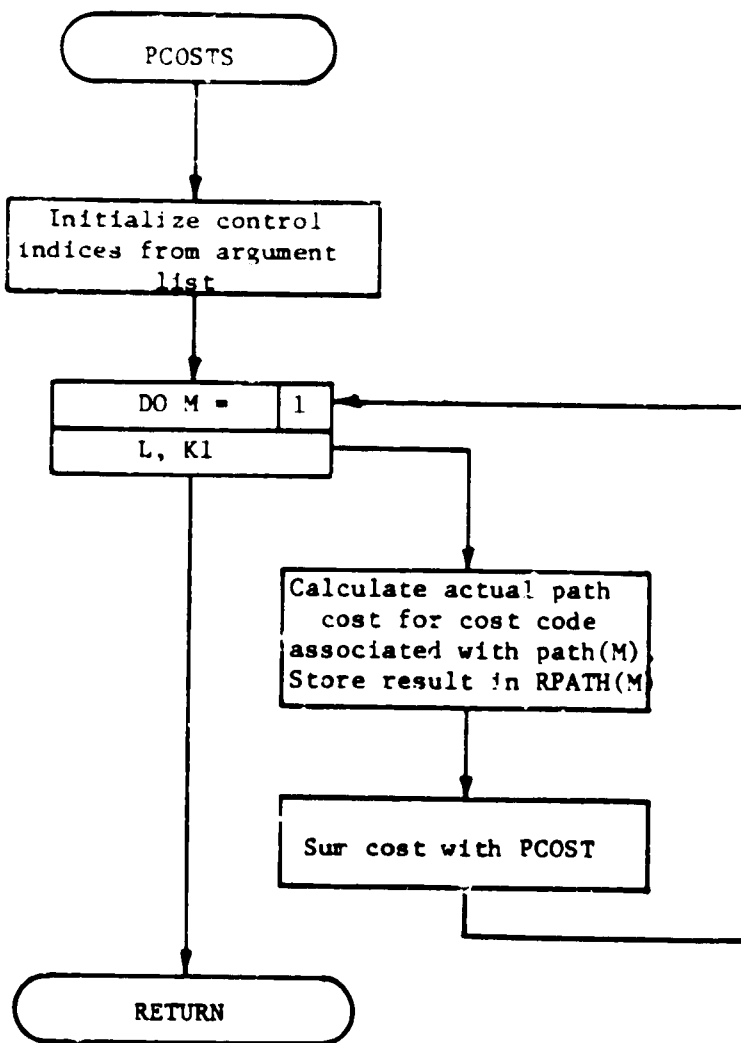 PCOSTS
Initialize control
indices from argument
list
DO M = 1
L, K1
Calculate actual path
cost for cost code
associated with path(M)
Store result in RPATH(M)
Sum cost with PCOST
RETURN